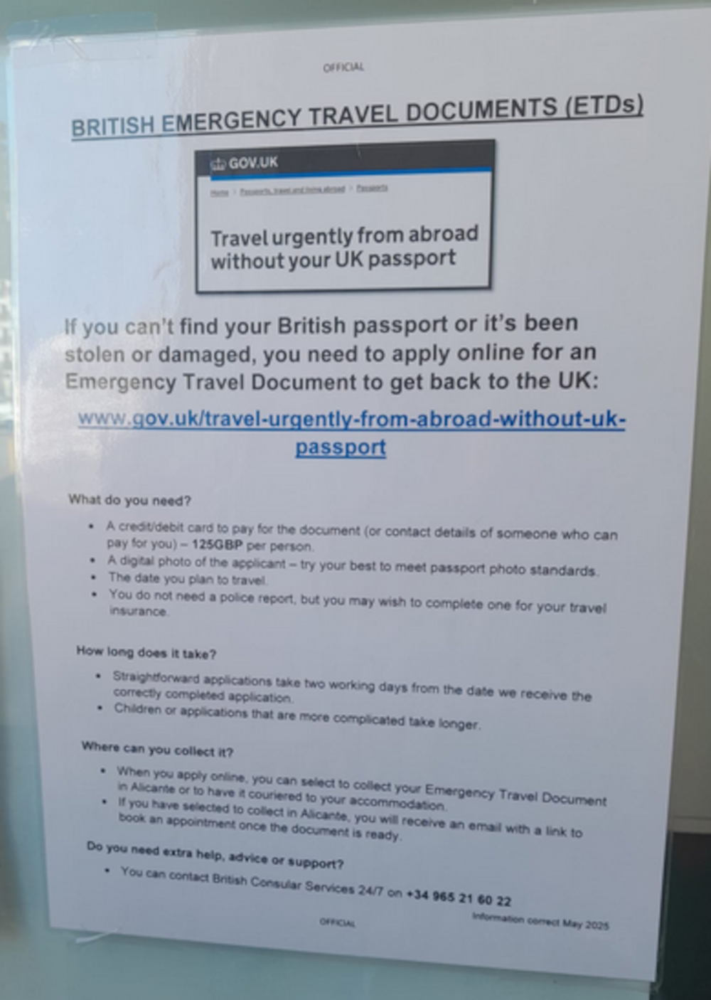 OFFICIAL
BRITISH EMERGENCY TRAVEL DOCUMENTS (ETDs)
GOV.UK
Home > Passports, travel and living abroad > Passports
Travel urgently from abroad
without your UK passport
If you can't find your British passport or it's been
stolen or damaged, you need to apply online for an
Emergency Travel Document to get back to the UK:
www.gov.uk/travel-urgently-from-abroad-without-uk-
passport
What do you need?
• A credit/debit card to pay for the document (or contact details of someone who can
pay for you) – 125GBP per person.
• A digital photo of the applicant – try your best to meet passport photo standards.
• The date you plan to travel.
• You do not need a police report, but you may wish to complete one for your travel
insurance.
How long does it take?
• Straightforward applications take two working days from the date we receive the
correctly completed application.
• Children or applications that are more complicated take longer.
Where can you collect it?
• When you apply online, you can select to collect your Emergency Travel Document
in Alicante or to have it couriered to your accommodation.
• If you have selected to collect in Alicante, you will receive an email with a link to
book an appointment once the document is ready.
Do you need extra help, advice or support?
• You can contact British Consular Services 24/7 on +34 965 21 60 22
Information correct May 2025
OFFICIAL